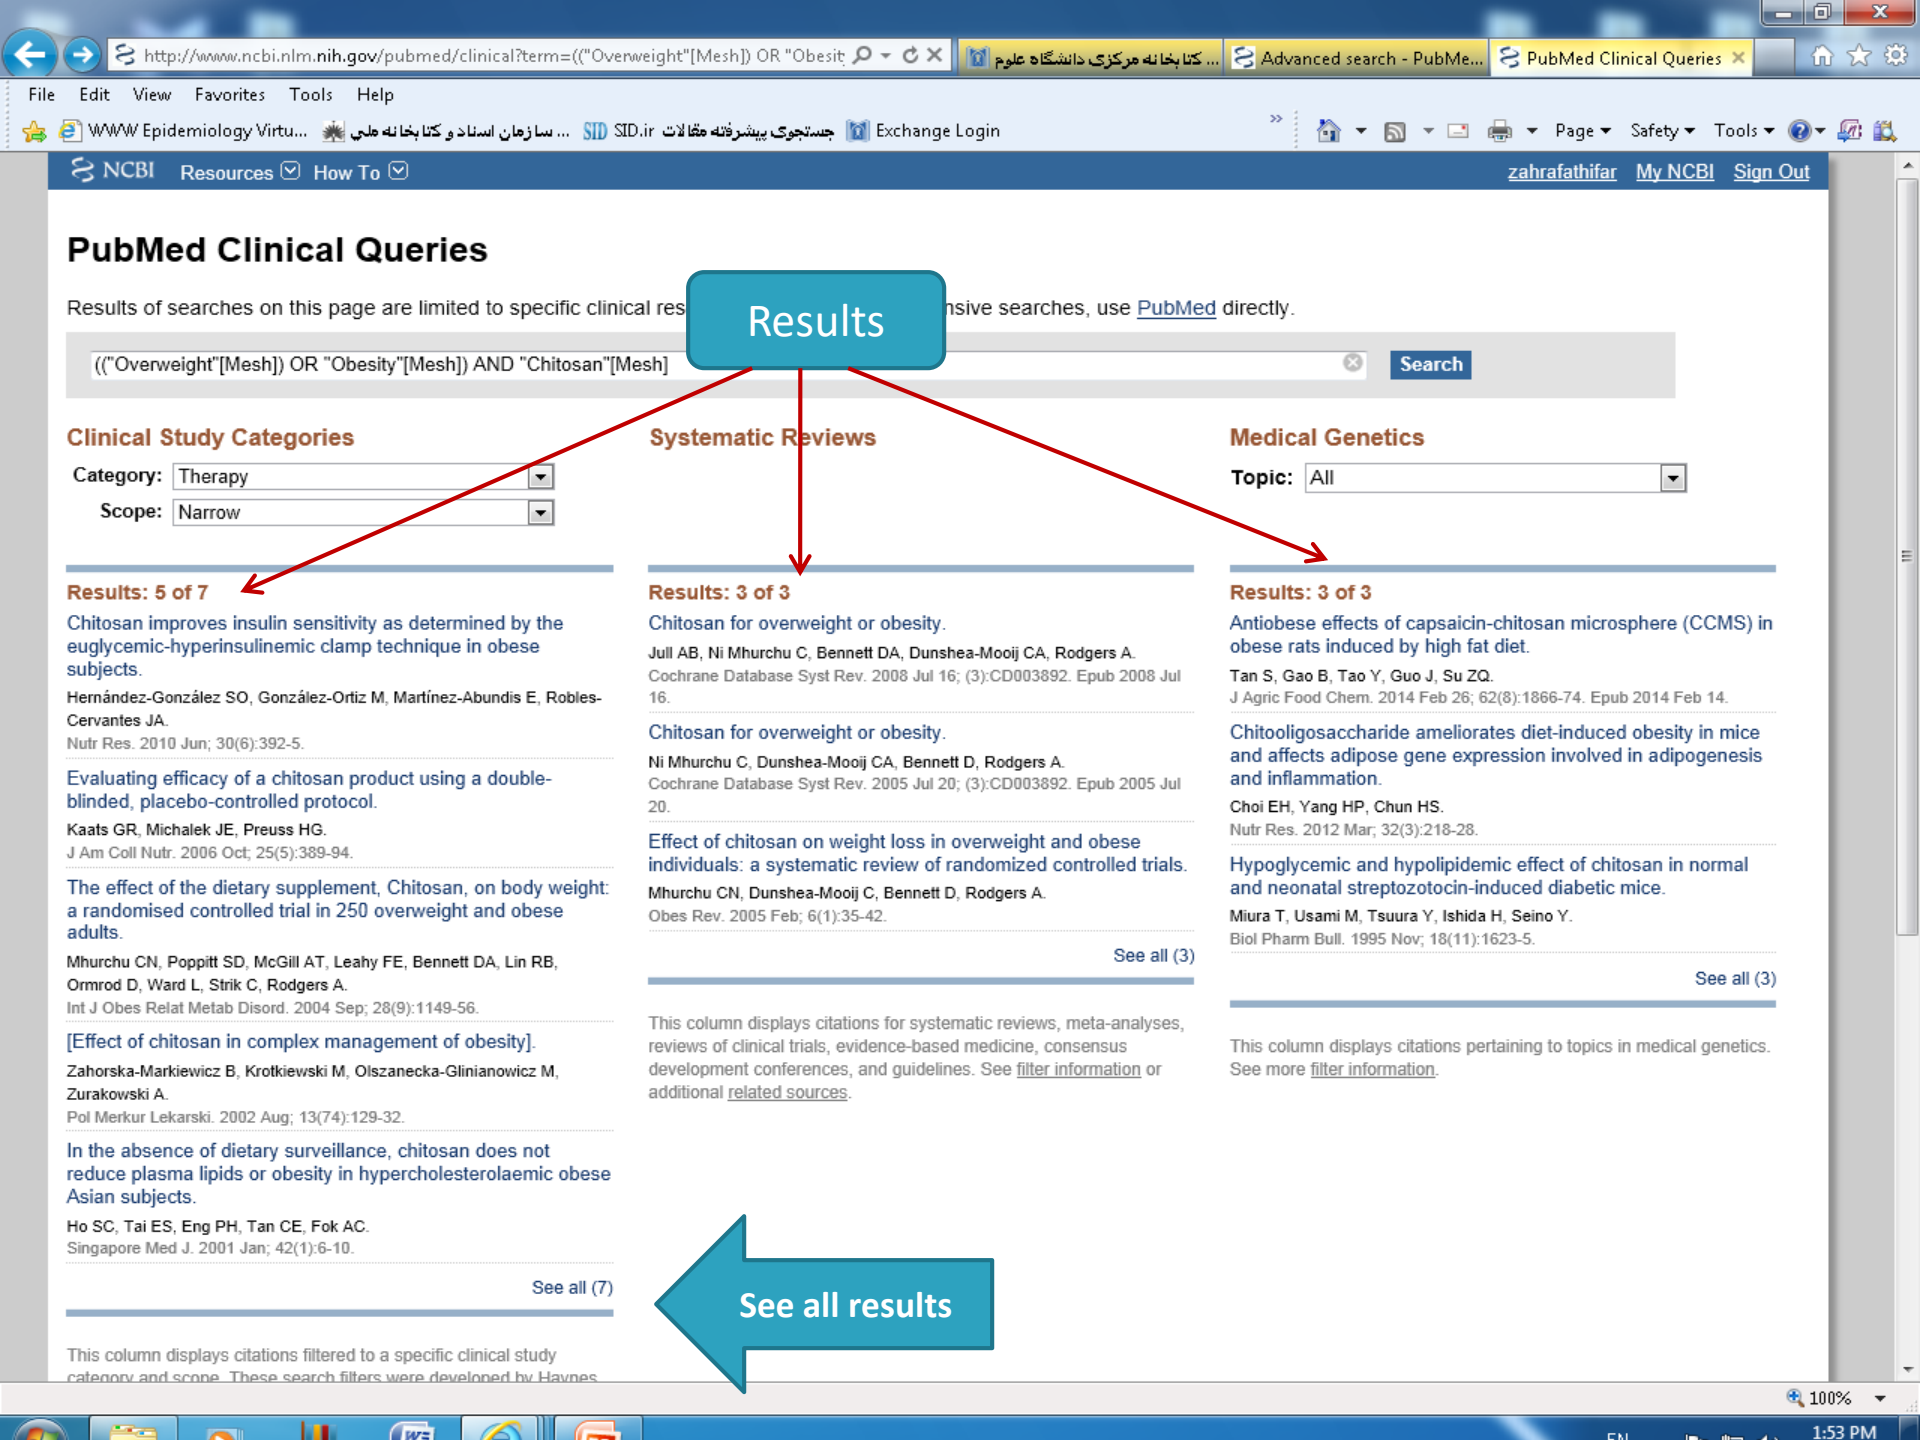 http://www.ncbi.nlm.nih.gov/pubmed/clinical?term=(("Overweight"[Mesh]) OR "Obesit
... کتابخانه مرکزی دانشگاه علوم
Advanced search - PubMe...
PubMed Clinical Queries
File Edit View Favorites Tools Help
WWW Epidemiology Virtu...
سازمان اسناد و کتابخانه ملی ...
SID SID.ir جستجوی پیشرفته مقالات
Exchange Login
Page Safety Tools
NCBI Resources How To
zahrafathifar My NCBI Sign Out
PubMed Clinical Queries
Results of searches on this page are limited to specific clinical res
nsive searches, use PubMed directly.
Results
(("Overweight"[Mesh]) OR "Obesity"[Mesh]) AND "Chitosan"[Mesh]
Search
Clinical Study Categories
Category: Therapy
Scope: Narrow
Results: 5 of 7
Chitosan improves insulin sensitivity as determined by the
euglycemic-hyperinsulinemic clamp technique in obese
subjects.
Hernández-González SO, González-Ortiz M, Martínez-Abundis E, Robles-
Cervantes JA.
Nutr Res. 2010 Jun; 30(6):392-5.
Evaluating efficacy of a chitosan product using a double-
blinded, placebo-controlled protocol.
Kaats GR, Michalek JE, Preuss HG.
J Am Coll Nutr. 2006 Oct; 25(5):389-94.
The effect of the dietary supplement, Chitosan, on body weight:
a randomised controlled trial in 250 overweight and obese
adults.
Mhurchu CN, Poppitt SD, McGill AT, Leahy FE, Bennett DA, Lin RB,
Ormrod D, Ward L, Strik C, Rodgers A.
Int J Obes Relat Metab Disord. 2004 Sep; 28(9):1149-56.
[Effect of chitosan in complex management of obesity].
Zahorska-Markiewicz B, Krotkiewski M, Olszanecka-Glinianowicz M,
Zurakowski A.
Pol Merkur Lekarski. 2002 Aug; 13(74):129-32.
In the absence of dietary surveillance, chitosan does not
reduce plasma lipids or obesity in hypercholesterolaemic obese
Asian subjects.
Ho SC, Tai ES, Eng PH, Tan CE, Fok AC.
Singapore Med J. 2001 Jan; 42(1):6-10.
See all (7)
This column displays citations filtered to a specific clinical study
category and scope. These search filters were developed by Haynes
Systematic Reviews
Results: 3 of 3
Chitosan for overweight or obesity.
Jull AB, Ni Mhurchu C, Bennett DA, Dunshea-Mooij CA, Rodgers A.
Cochrane Database Syst Rev. 2008 Jul 16; (3):CD003892. Epub 2008 Jul
16.
Chitosan for overweight or obesity.
Ni Mhurchu C, Dunshea-Mooij CA, Bennett D, Rodgers A.
Cochrane Database Syst Rev. 2005 Jul 20; (3):CD003892. Epub 2005 Jul
20.
Effect of chitosan on weight loss in overweight and obese
individuals: a systematic review of randomized controlled trials.
Mhurchu CN, Dunshea-Mooij C, Bennett D, Rodgers A.
Obes Rev. 2005 Feb; 6(1):35-42.
See all (3)
This column displays citations for systematic reviews, meta-analyses,
reviews of clinical trials, evidence-based medicine, consensus
development conferences, and guidelines. See filter information or
additional related sources.
Medical Genetics
Topic: All
Results: 3 of 3
Antiobese effects of capsaicin-chitosan microsphere (CCMS) in
obese rats induced by high fat diet.
Tan S, Gao B, Tao Y, Guo J, Su ZQ.
J Agric Food Chem. 2014 Feb 26; 62(8):1866-74. Epub 2014 Feb 14.
Chitooligosaccharide ameliorates diet-induced obesity in mice
and affects adipose gene expression involved in adipogenesis
and inflammation.
Choi EH, Yang HP, Chun HS.
Nutr Res. 2012 Mar; 32(3):218-28.
Hypoglycemic and hypolipidemic effect of chitosan in normal
and neonatal streptozotocin-induced diabetic mice.
Miura T, Usami M, Tsuura Y, Ishida H, Seino Y.
Biol Pharm Bull. 1995 Nov; 18(11):1623-5.
See all (3)
This column displays citations pertaining to topics in medical genetics.
See more filter information.
See all results
100%
EN
1:53 PM